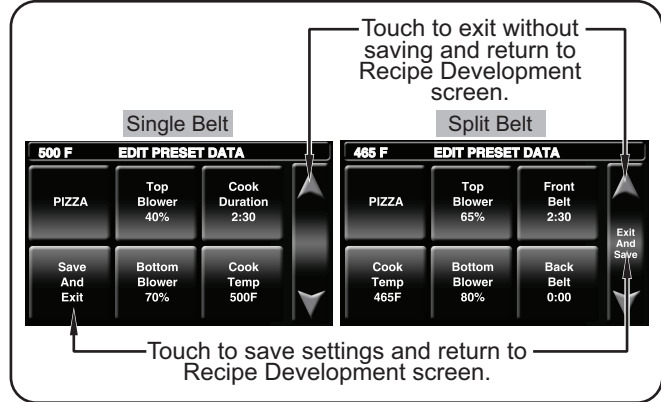 Touch to exit without
saving and return to
Recipe Development
screen.
Single Belt
500 F EDIT PRESET DATA
PIZZA
Top
Blower
40%
Cook
Duration
2:30
Save
And
Exit
Bottom
Blower
70%
Cook
Temp
500F
Split Belt
465 F EDIT PRESET DATA
PIZZA
Top
Blower
65%
Front
Belt
2:30
Exit
And
Save
Cook
Temp
465F
Bottom
Blower
80%
Back
Belt
0:00
Touch to save settings and return to
Recipe Development screen.